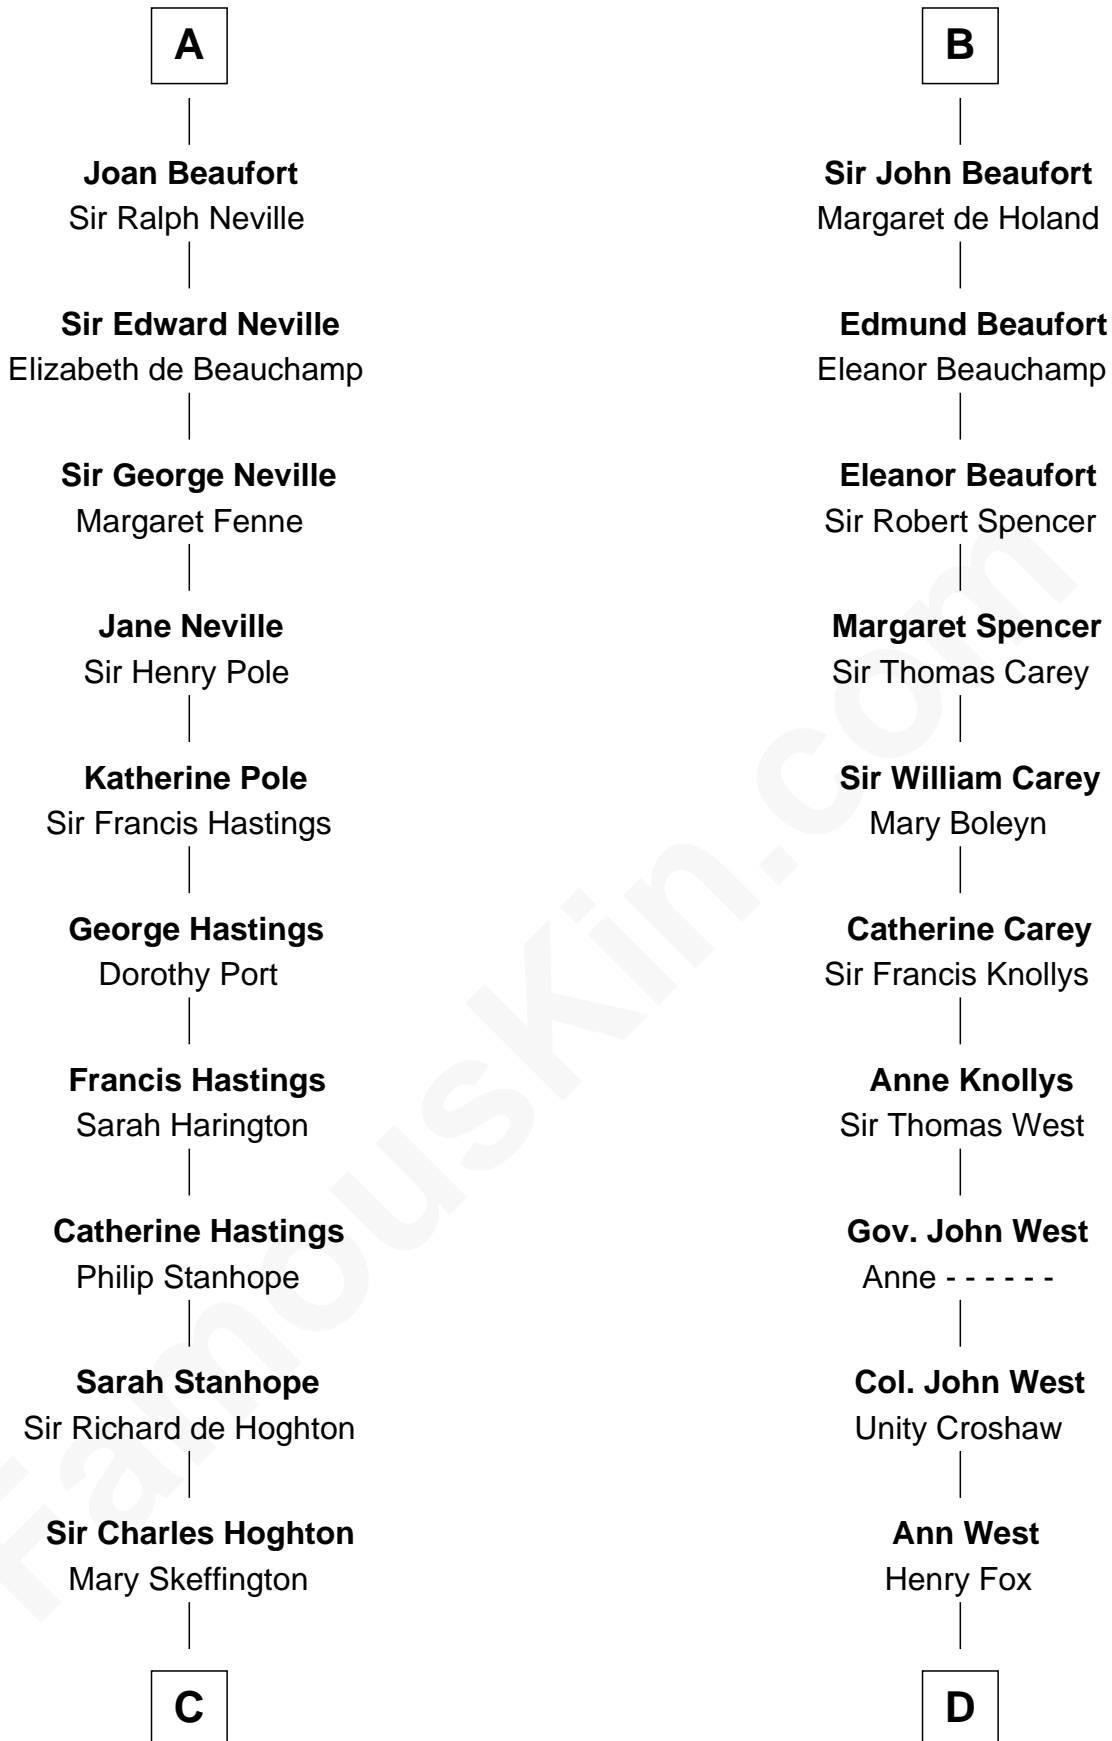 A
Joan Beaufort
Sir Ralph Neville
Sir Edward Neville
Elizabeth de Beauchamp
Sir George Neville
Margaret Fenne
Jane Neville
Sir Henry Pole
Katherine Pole
Sir Francis Hastings
George Hastings
Dorothy Port
Francis Hastings
Sarah Harington
Catherine Hastings
Philip Stanhope
Sarah Stanhope
Sir Richard de Hoghton
Sir Charles Hoghton
Mary Skeffington
C
B
Sir John Beaufort
Margaret de Holand
Edmund Beaufort
Eleanor Beauchamp
Eleanor Beaufort
Sir Robert Spencer
Margaret Spencer
Sir Thomas Carey
Sir William Carey
Mary Boleyn
Catherine Carey
Sir Francis Knollys
Anne Knollys
Sir Thomas West
Gov. John West
Anne - - - - - -
Col. John West
Unity Croshaw
Ann West
Henry Fox
D
FamousKin.com